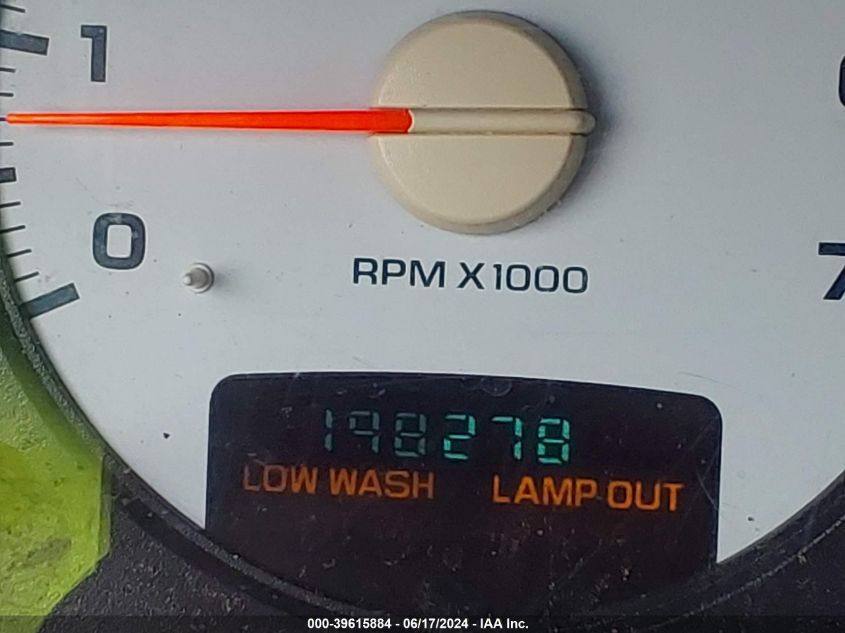 1
0
RPM X1000
7
198278
LOW WASH LAMP OUT
000-39615884 - 06/17/2024 - IAA Inc.